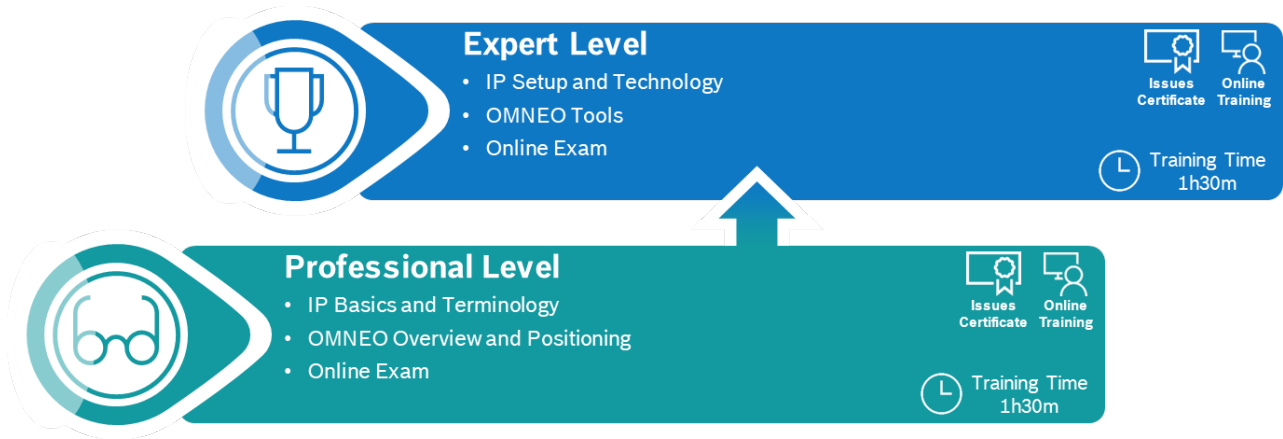 Expert Level
• IP Setup and Technology
• OMNEO Tools
• Online Exam
Issues
Certificate
Online
Training
Training Time
1h30m
Professional Level
• IP Basics and Terminology
• OMNEO Overview and Positioning
• Online Exam
Issues
Certificate
Online
Training
Training Time
1h30m